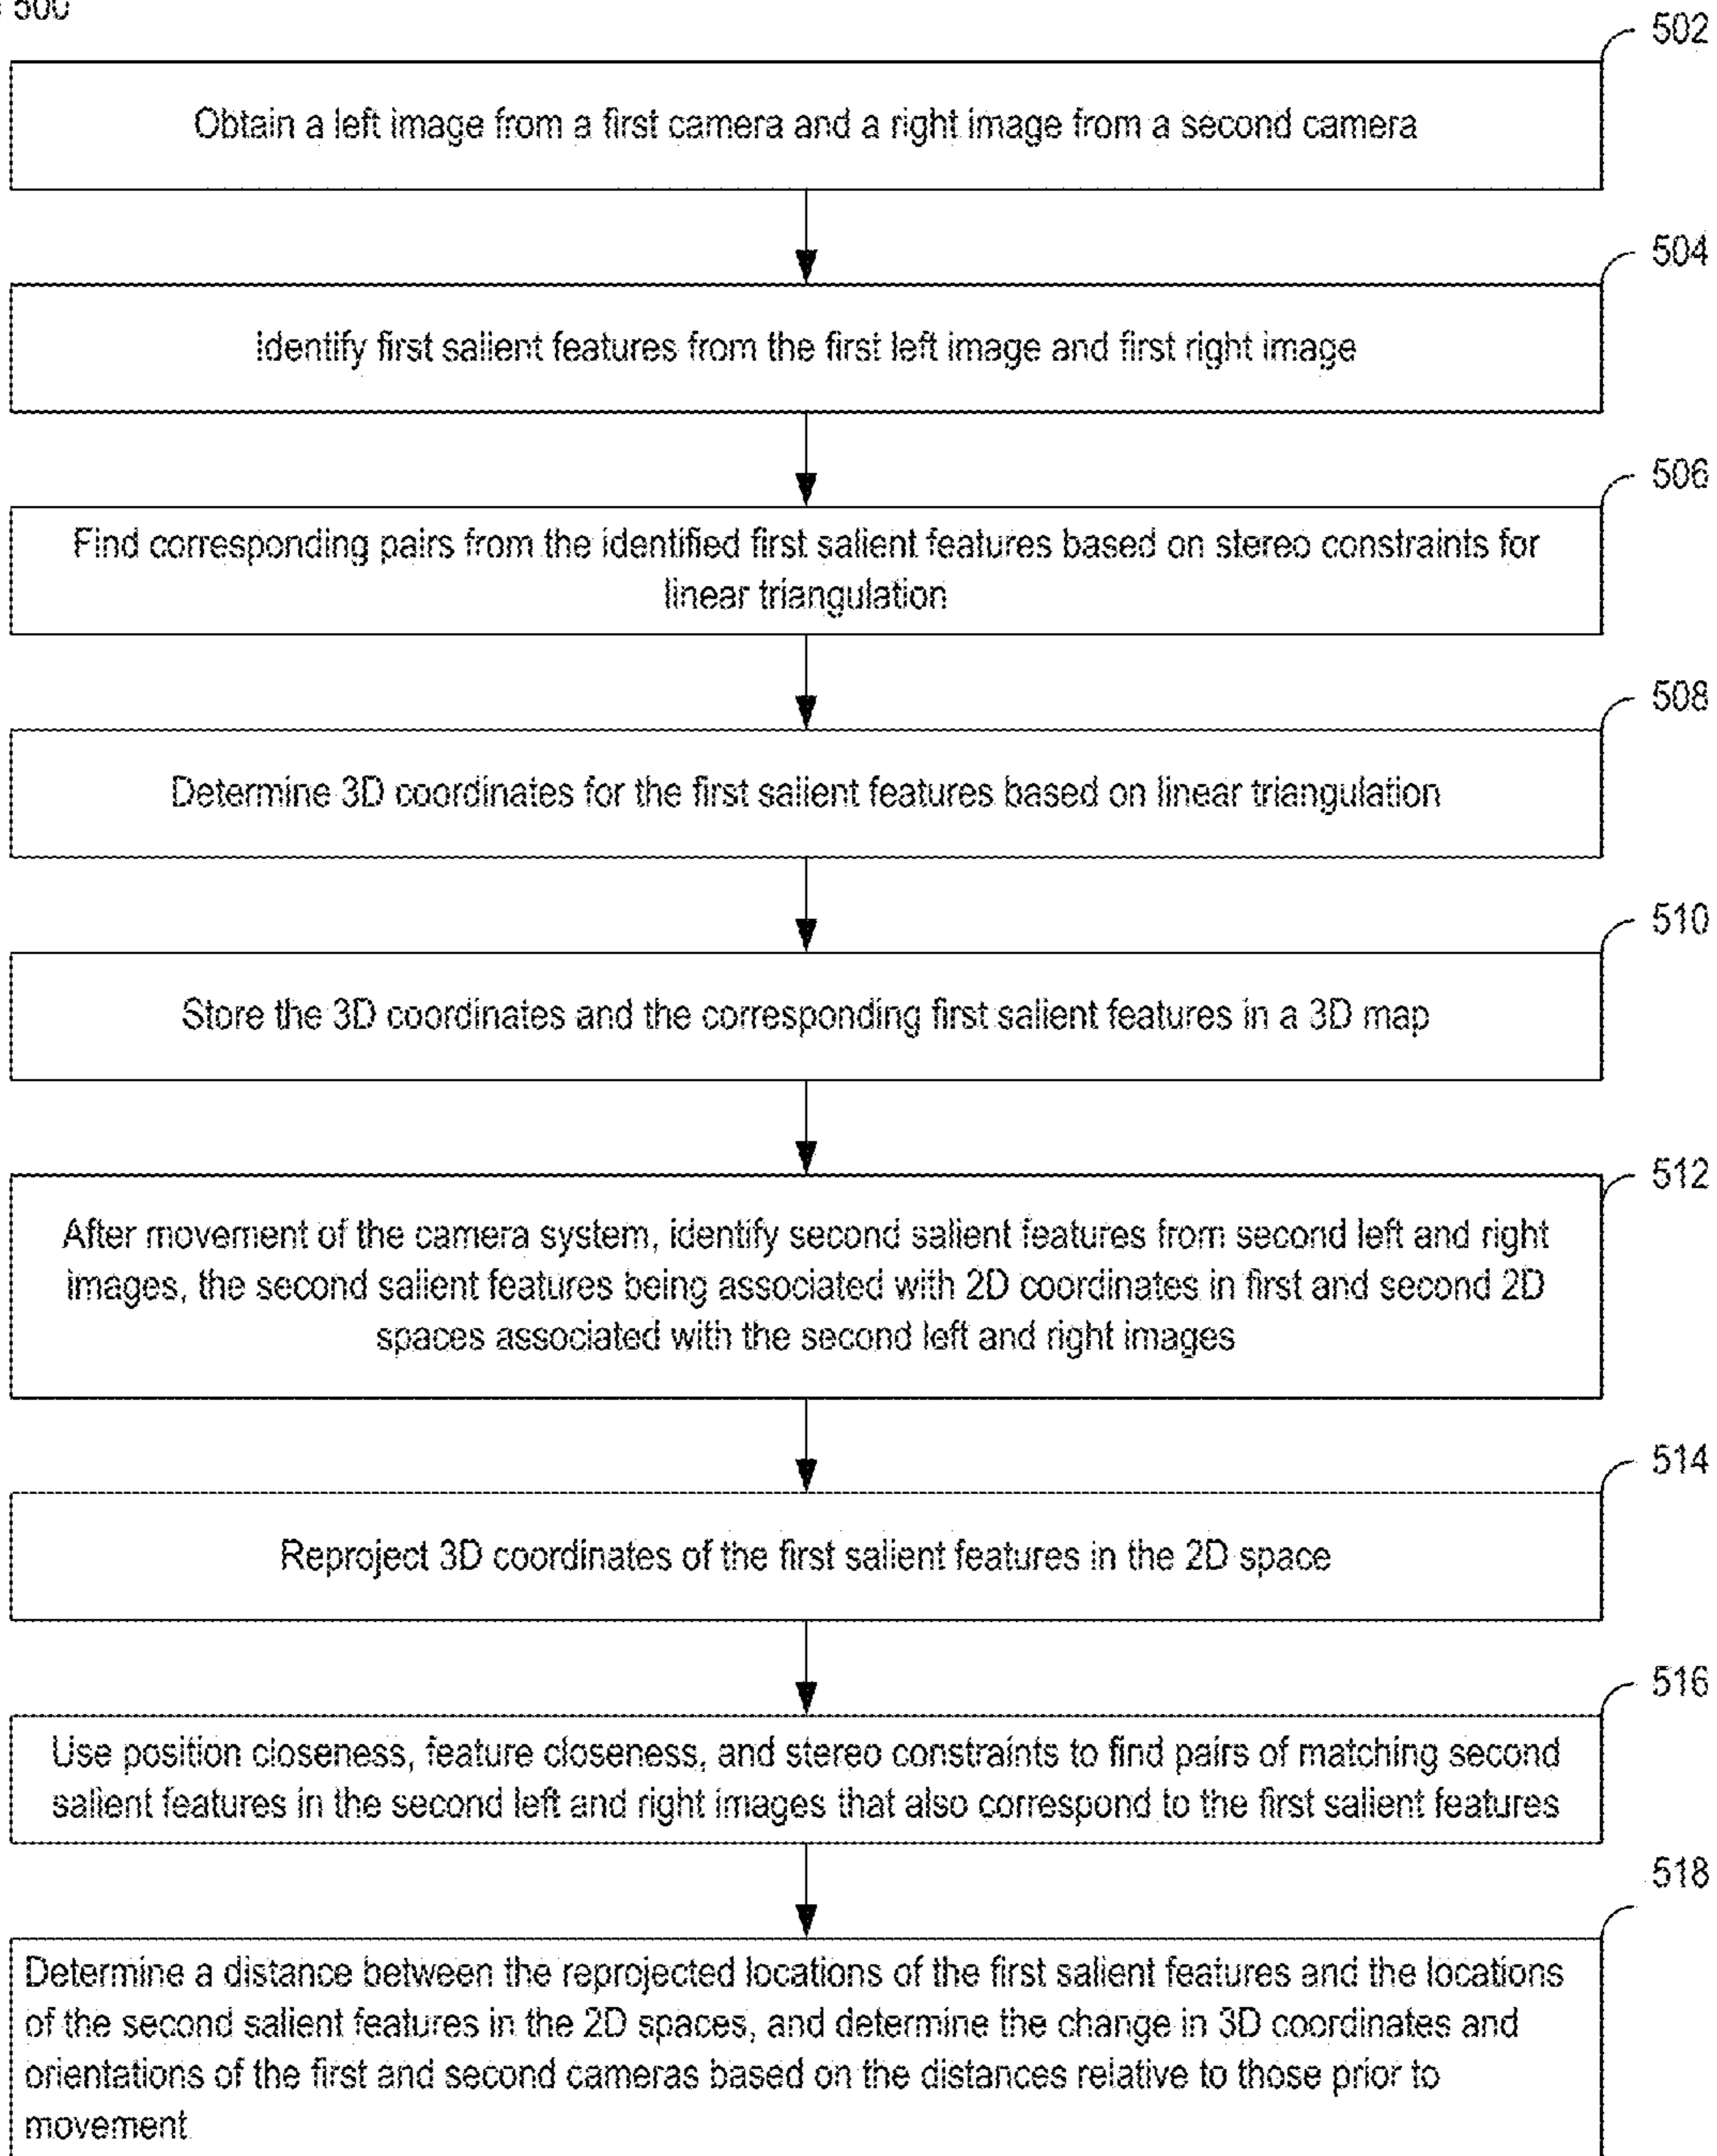 500
502
Obtain a left image from a first camera and a right image from a second camera
504
Identify first salient features from the first left image and first right image
506
Find corresponding pairs from the identified first salient features based on stereo constraints for
linear triangulation
508
Determine 3D coordinates for the first salient features based on linear triangulation
510
Store the 3D coordinates and the corresponding first salient features in a 3D map
512
After movement of the camera system, identify second salient features from second left and right
images, the second salient features being associated with 2D coordinates in first and second 2D
spaces associated with the second left and right images
514
Reproject 3D coordinates of the first salient features in the 2D space
516
Use position closeness, feature closeness, and stereo constraints to find pairs of matching second
salient features in the second left and right images that also correspond to the first salient features
518
Determine a distance between the reprojected locations of the first salient features and the locations
of the second salient features in the 2D spaces, and determine the change in 3D coordinates and
orientations of the first and second cameras based on the distances relative to those prior to
movement